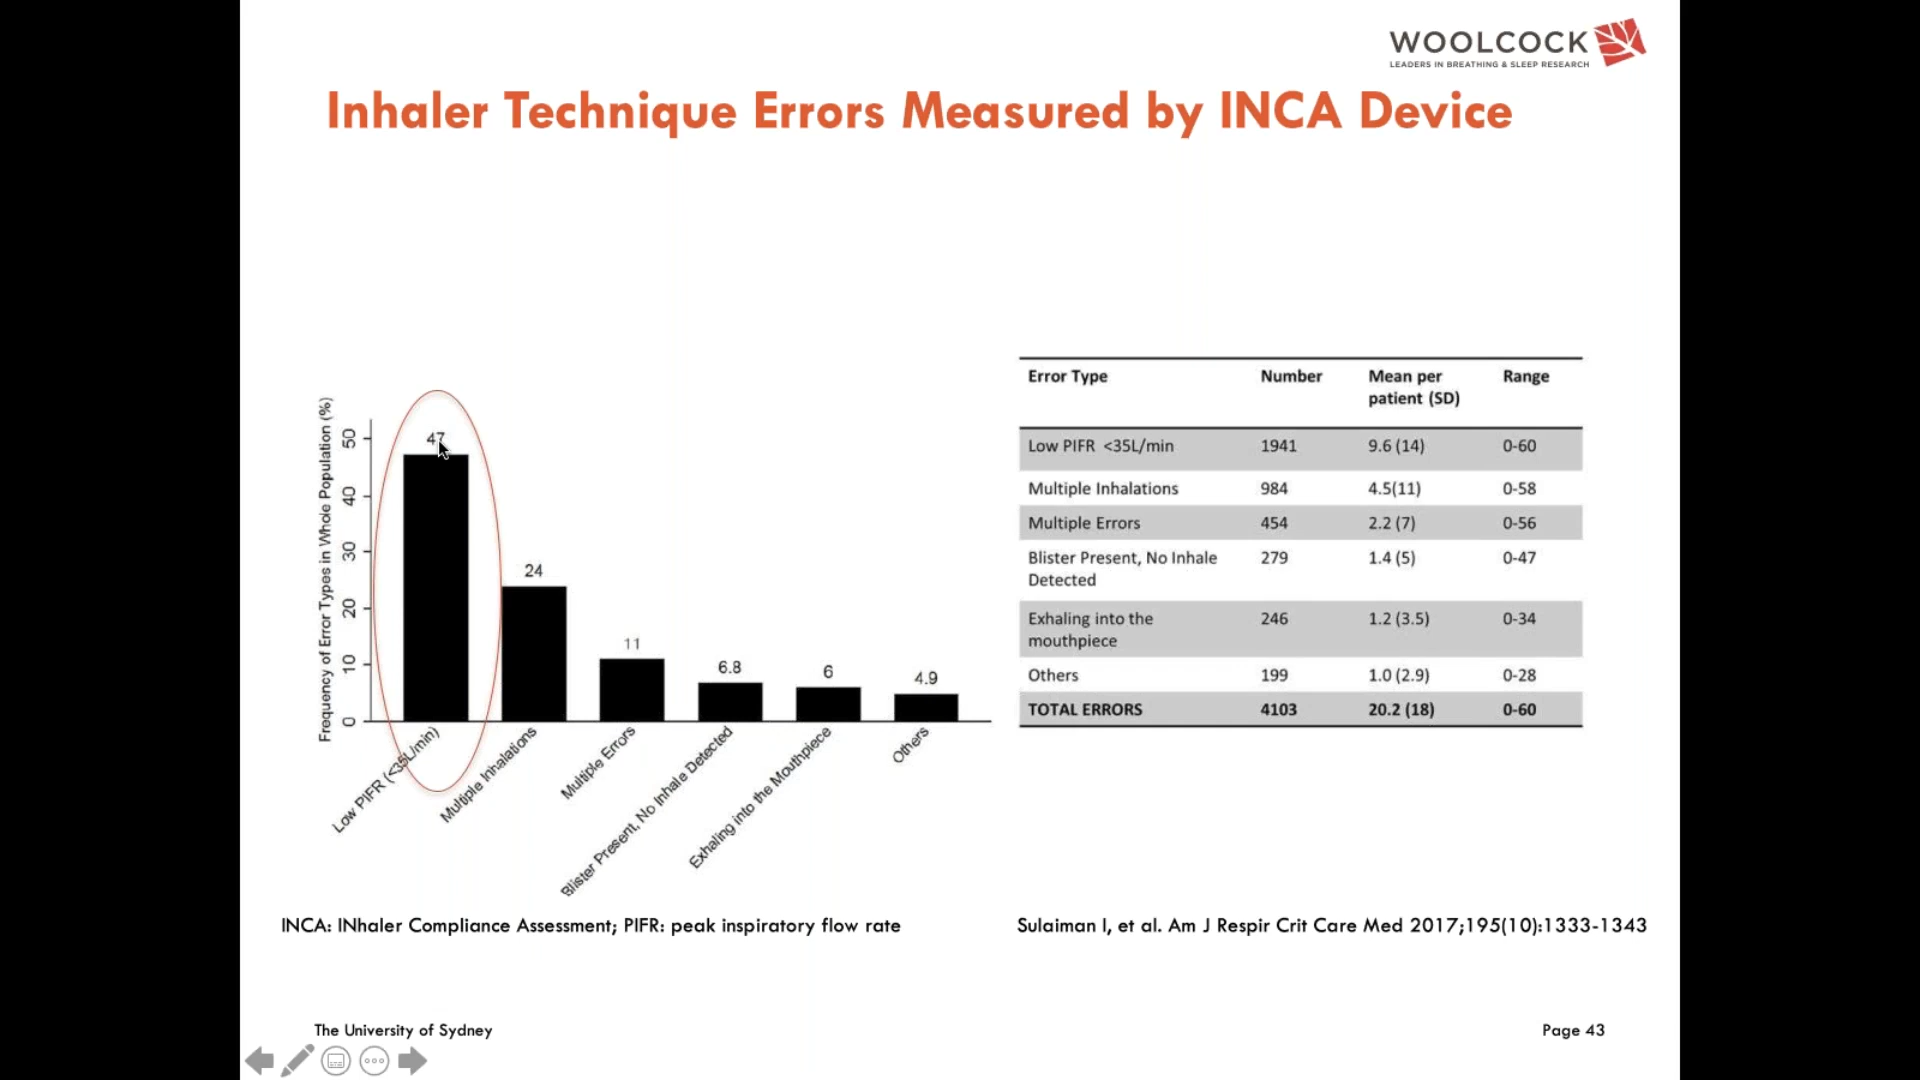 WOOLCOCK
LEADERS IN BREATHING & SLEEP RESEARCH
Inhaler Technique Errors Measured by INCA Device
Frequency of Error Types in Whole Population (%)
50
40
30
20
10
0
47
24
11
6.8
6
4.9
Low PIFR (<35L/min)
Multiple Inhalations
Multiple Errors
Blister Present, No Inhale Detected
Exhaling into the Mouthpiece
Others
Error Type Number Mean per patient (SD) Range
Low PIFR <35L/min 1941 9.6 (14) 0-60
Multiple Inhalations 984 4.5(11) 0-58
Multiple Errors 454 2.2 (7) 0-56
Blister Present, No Inhale Detected 279 1.4 (5) 0-47
Exhaling into the mouthpiece 246 1.2 (3.5) 0-34
Others 199 1.0 (2.9) 0-28
TOTAL ERRORS 4103 20.2 (18) 0-60
INCA: INhaler Compliance Assessment; PIFR: peak inspiratory flow rate
Sulaiman I, et al. Am J Respir Crit Care Med 2017;195(10):1333-1343
The University of Sydney
Page 43